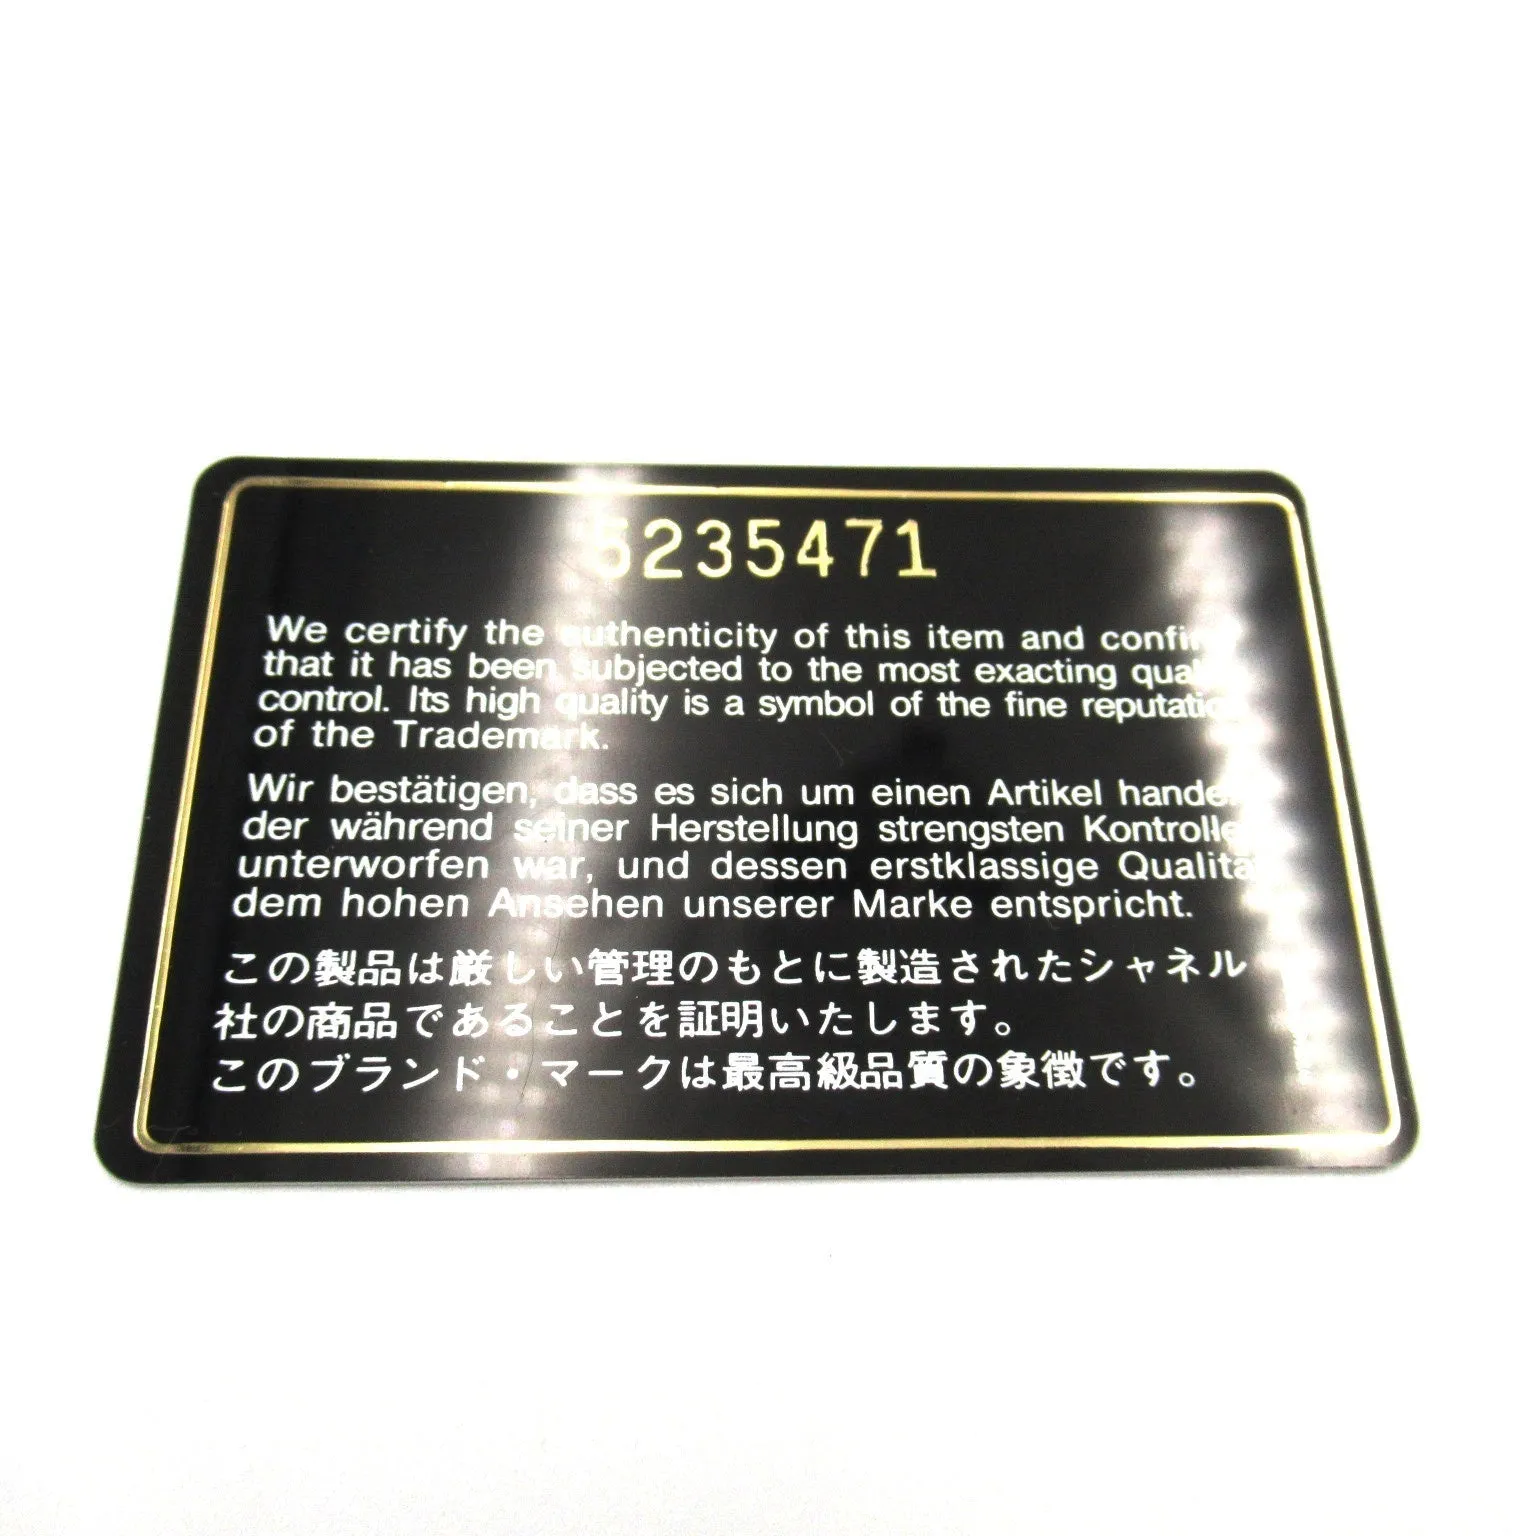 5235471
We certify the authenticity of this item and confirm
that it has been subjected to the most exacting quality
control. Its high quality is a symbol of the fine reputation
of the Trademark.
Wir bestätigen, dass es sich um einen Artikel handelt,
der während seiner Herstellung strengsten Kontrollen
unterworfen war, und dessen erstklassige Qualität
dem hohen Ansehen unserer Marke entspricht.
この製品は厳しい管理のもとに製造されたシャネル
社の商品であることを証明いたします。
このブランド・マークは最高級品質の象徴です。